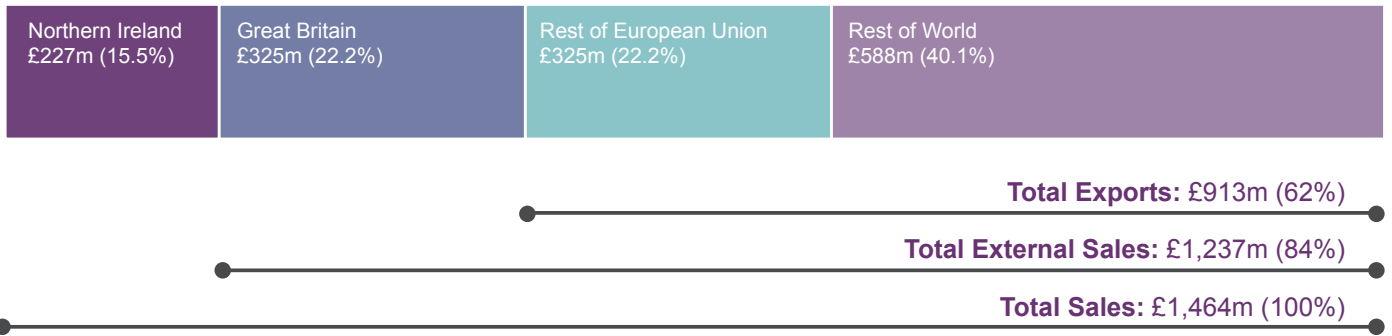 Northern Ireland
£227m (15.5%)
Great Britain
£325m (22.2%)
Rest of European Union
£325m (22.2%)
Rest of World
£588m (40.1%)
Total Exports: £913m (62%)
Total External Sales: £1,237m (84%)
Total Sales: £1,464m (100%)